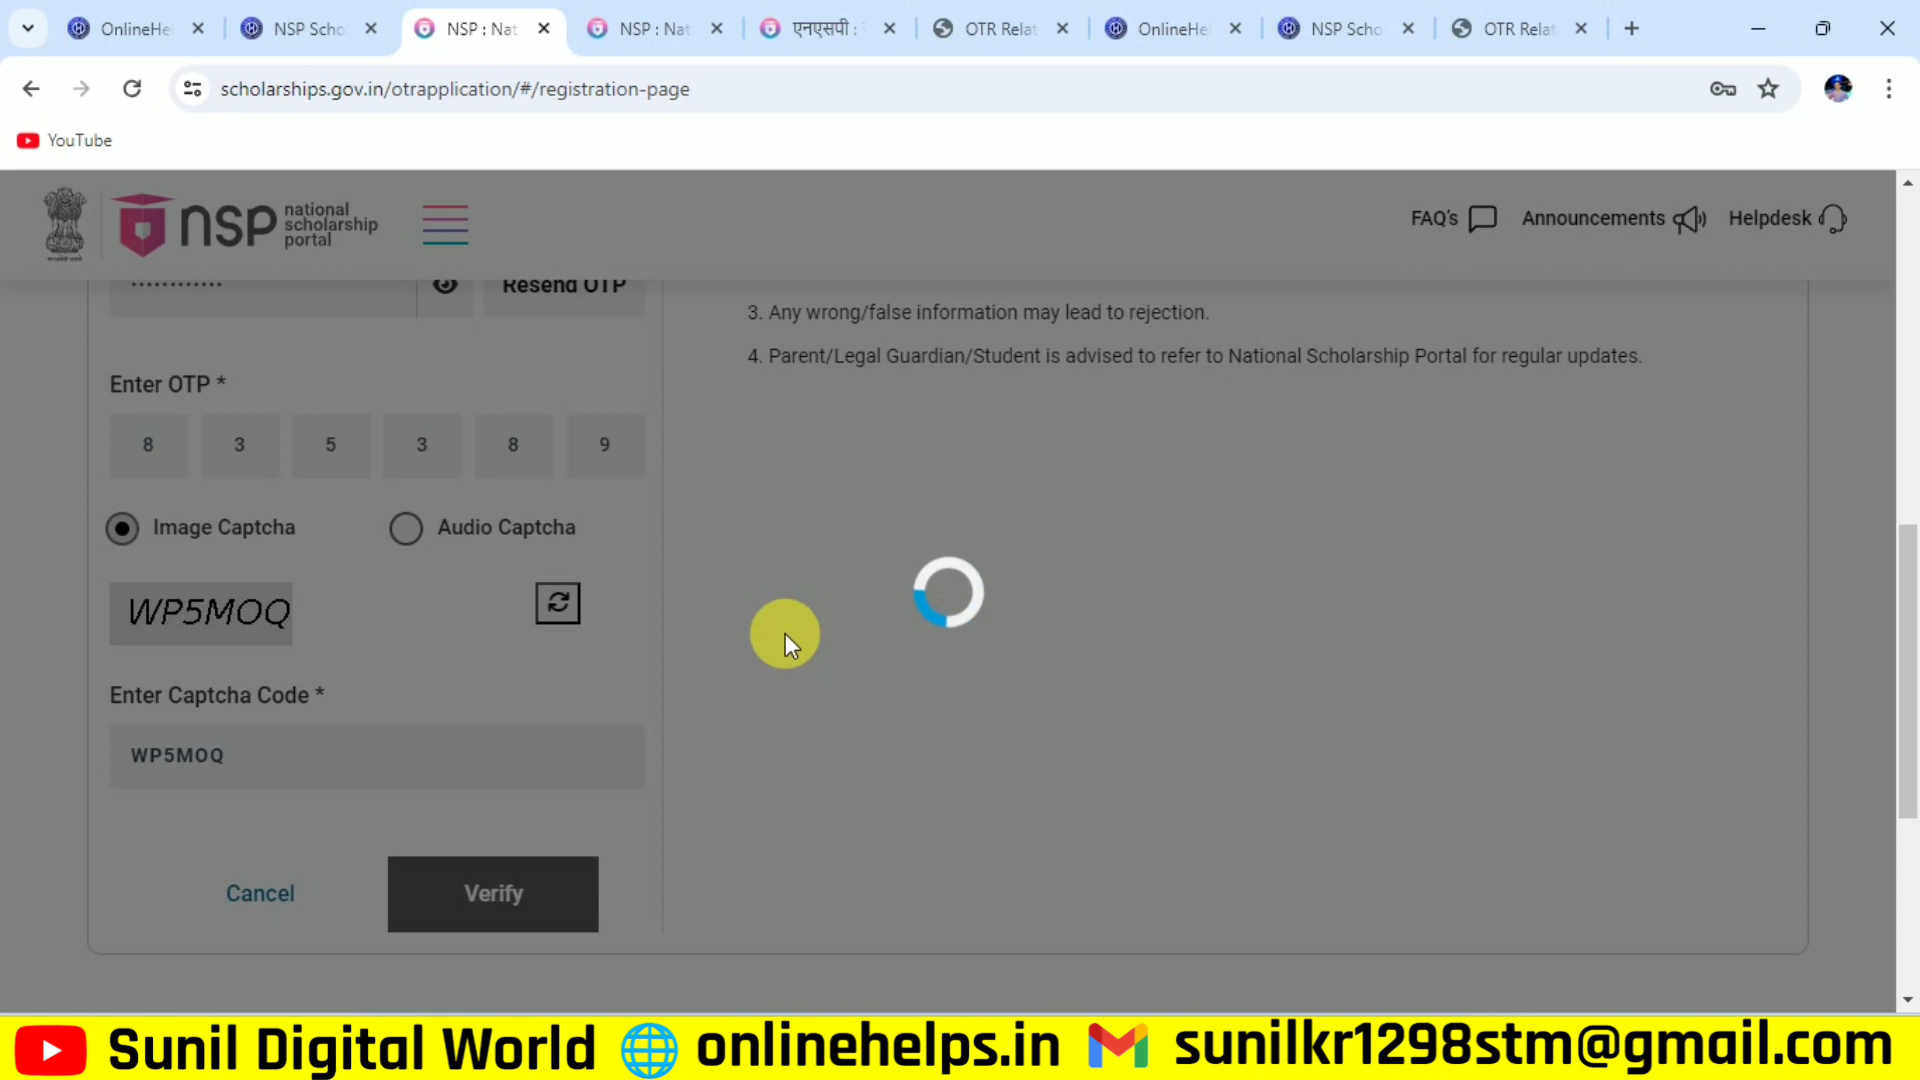 OnlineHe
NSP Scho
NSP : Nat
NSP : Nat
एनएसपी :
OTR Relat
OnlineHe
NSP Scho
OTR Relat
scholarships.gov.in/otrapplication/#/registration-page
YouTube
nsp national scholarship portal
FAQ's
Announcements
Helpdesk
Resend OTP
3. Any wrong/false information may lead to rejection.
4. Parent/Legal Guardian/Student is advised to refer to National Scholarship Portal for regular updates.
Enter OTP *
8 3 5 3 8 9
Image Captcha
Audio Captcha
WP5MOQ
Enter Captcha Code *
WP5MOQ
Cancel
Verify
Sunil Digital World onlinehelps.in sunilkr1298stm@gmail.com